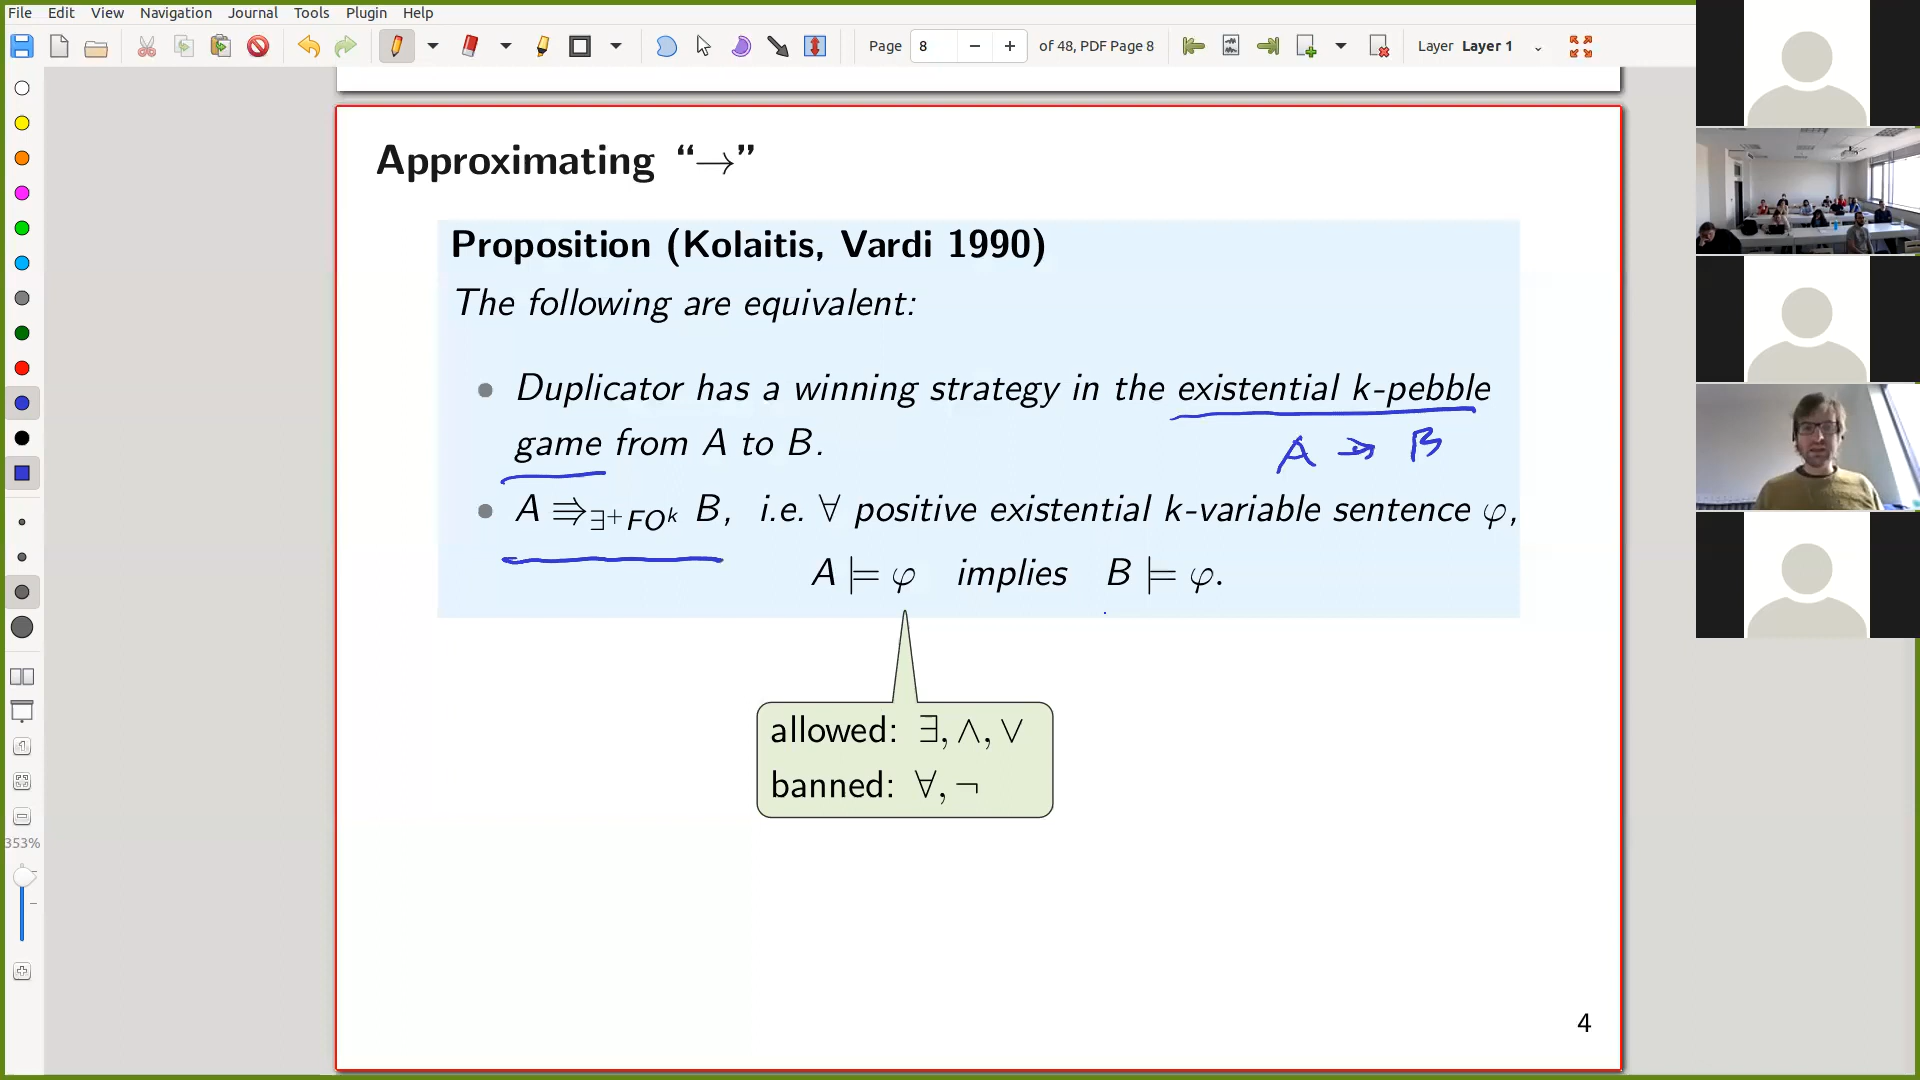 File Edit View Navigation Journal Tools Plugin Help
Page 8 of 48, PDF Page 8 Layer Layer 1
Approximating “→”
Proposition (Kolaitis, Vardi 1990)
The following are equivalent:
• Duplicator has a winning strategy in the existential k-pebble
game from A to B.
A → B
• A ⇛∃⁺FOᵏ B, i.e. ∀ positive existential k-variable sentence φ,
A ⊨ φ implies B ⊨ φ.
allowed: ∃, ∧, ∨
banned: ∀, ¬
353%
4